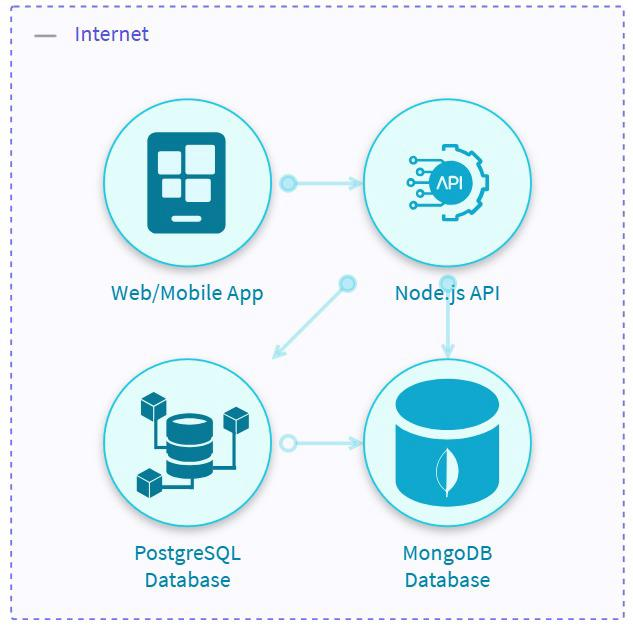 Internet
API
Web/Mobile App
Node.js API
PostgreSQL
Database
MongoDB
Database